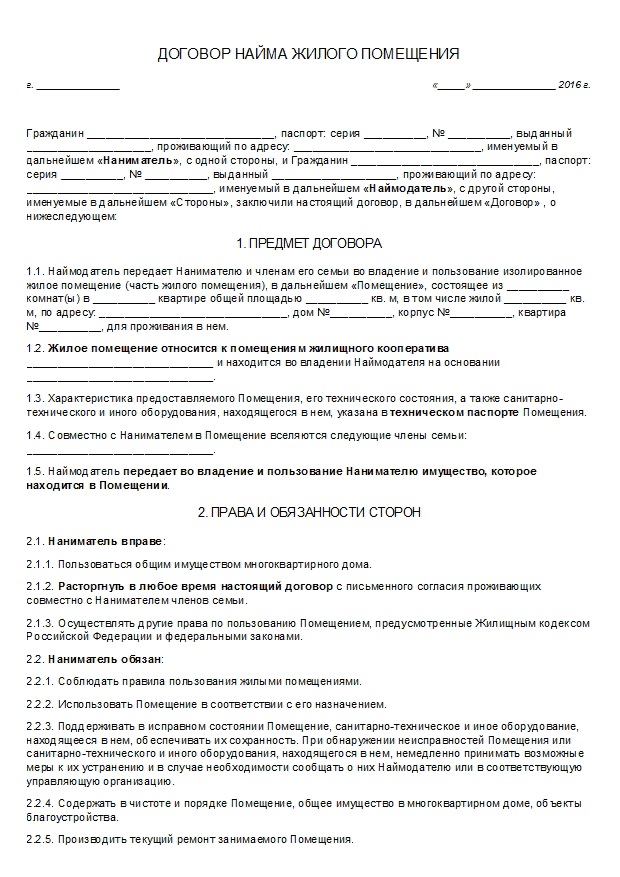 ДОГОВОР НАЙМА ЖИЛОГО ПОМЕЩЕНИЯ
г. _______________ «_____» _______________ 2016 г.
Гражданин ______________________________, паспорт: серия __________, № __________, выданный
____________________, проживающий по адресу: ______________________________, именуемый в
дальнейшем «Наниматель», с одной стороны, и Гражданин ______________________________, паспорт:
серия __________, № __________, выданный ____________________, проживающий по адресу:
______________________________, именуемый в дальнейшем «Наймодатель», с другой стороны,
именуемые в дальнейшем «Стороны», заключили настоящий договор, в дальнейшем «Договор» , о
нижеследующем:
1. ПРЕДМЕТ ДОГОВОРА
1.1. Наймодатель передает Нанимателю и членам его семьи во владение и пользование изолированное
жилое помещение (часть жилого помещения), в дальнейшем «Помещение», состоящее из __________
комнат(ы) в __________ квартире общей площадью __________ кв. м, в том числе жилой __________ кв.
м, по адресу: ______________________________, дом №__________, корпус №__________, квартира
№__________, для проживания в нем.
1.2. Жилое помещение относится к помещениям жилищного кооператива
______________________________ и находится во владении Наймодателя на основании
______________________________.
1.3. Характеристика предоставляемого Помещения, его технического состояния, а также санитарно-
технического и иного оборудования, находящегося в нем, указана в техническом паспорте Помещения.
1.4. Совместно с Нанимателем в Помещение вселяются следующие члены семьи:
______________________________.
1.5. Наймодатель передает во владение и пользование Нанимателю имущество, которое
находится в Помещении.
2. ПРАВА И ОБЯЗАННОСТИ СТОРОН
2.1. Наниматель вправе:
2.1.1. Пользоваться общим имуществом многоквартирного дома.
2.1.2. Расторгнуть в любое время настоящий договор с письменного согласия проживающих
совместно с Нанимателем членов семьи.
2.1.3. Осуществлять другие права по пользованию Помещением, предусмотренные Жилищным кодексом
Российской Федерации и федеральными законами.
2.2. Наниматель обязан:
2.2.1. Соблюдать правила пользования жилыми помещениями.
2.2.2. Использовать Помещение в соответствии с его назначением.
2.2.3. Поддерживать в исправном состоянии Помещение, санитарно-техническое и иное оборудование,
находящееся в нем, обеспечивать их сохранность. При обнаружении неисправностей Помещения или
санитарно-технического и иного оборудования, находящегося в нем, немедленно принимать возможные
меры к их устранению и в случае необходимости сообщать о них Наймодателю или в соответствующую
управляющую организацию.
2.2.4. Содержать в чистоте и порядке Помещение, общее имущество в многоквартирном доме, объекты
благоустройства.
2.2.5. Производить текущий ремонт занимаемого Помещения.